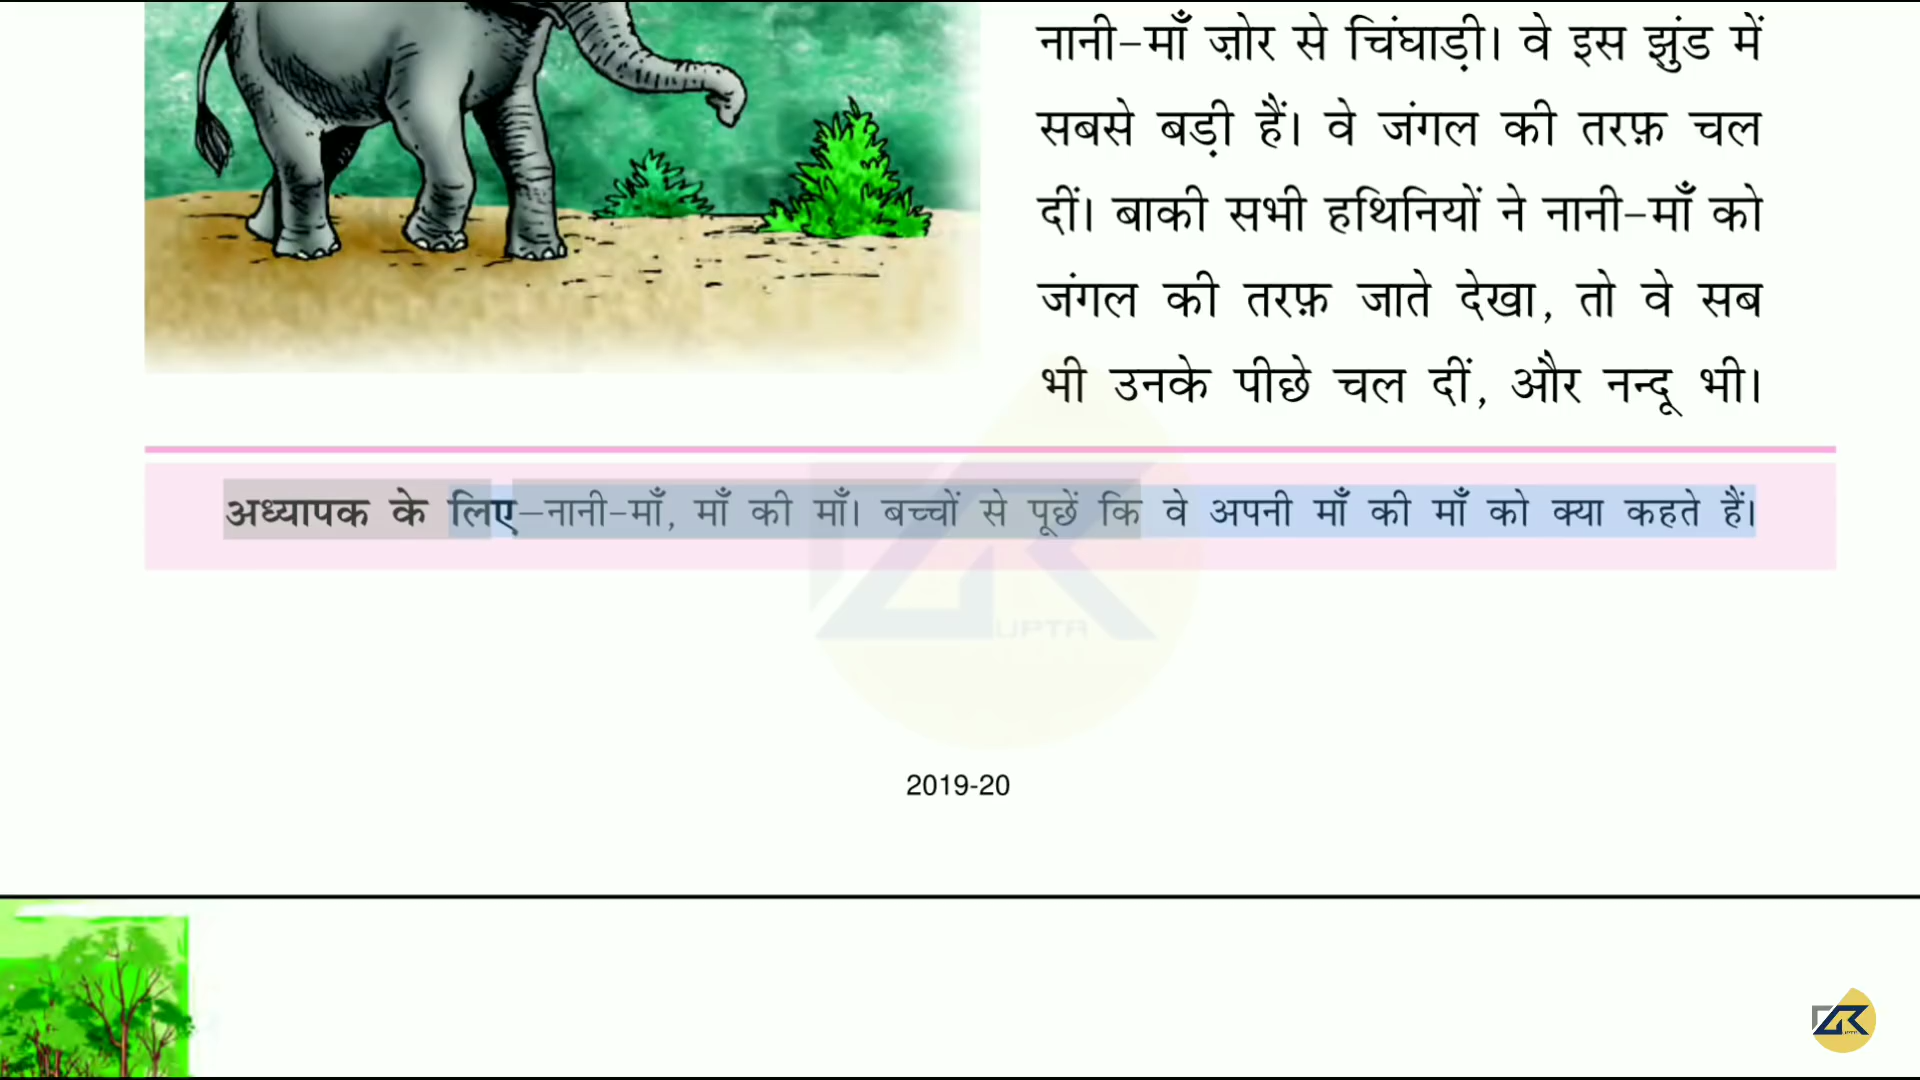 नानी-माँ ज़ोर से चिंघाड़ी। वे इस झुंड में
सबसे बड़ी हैं। वे जंगल की तरफ़ चल
दीं। बाकी सभी हथिनियों ने नानी-माँ को
जंगल की तरफ़ जाते देखा, तो वे सब
भी उनके पीछे चल दीं, और नन्दू भी।
अध्यापक के लिए–नानी-माँ, माँ की माँ। बच्चों से पूछें कि वे अपनी माँ की माँ को क्या कहते हैं।
UPTA
2019-20